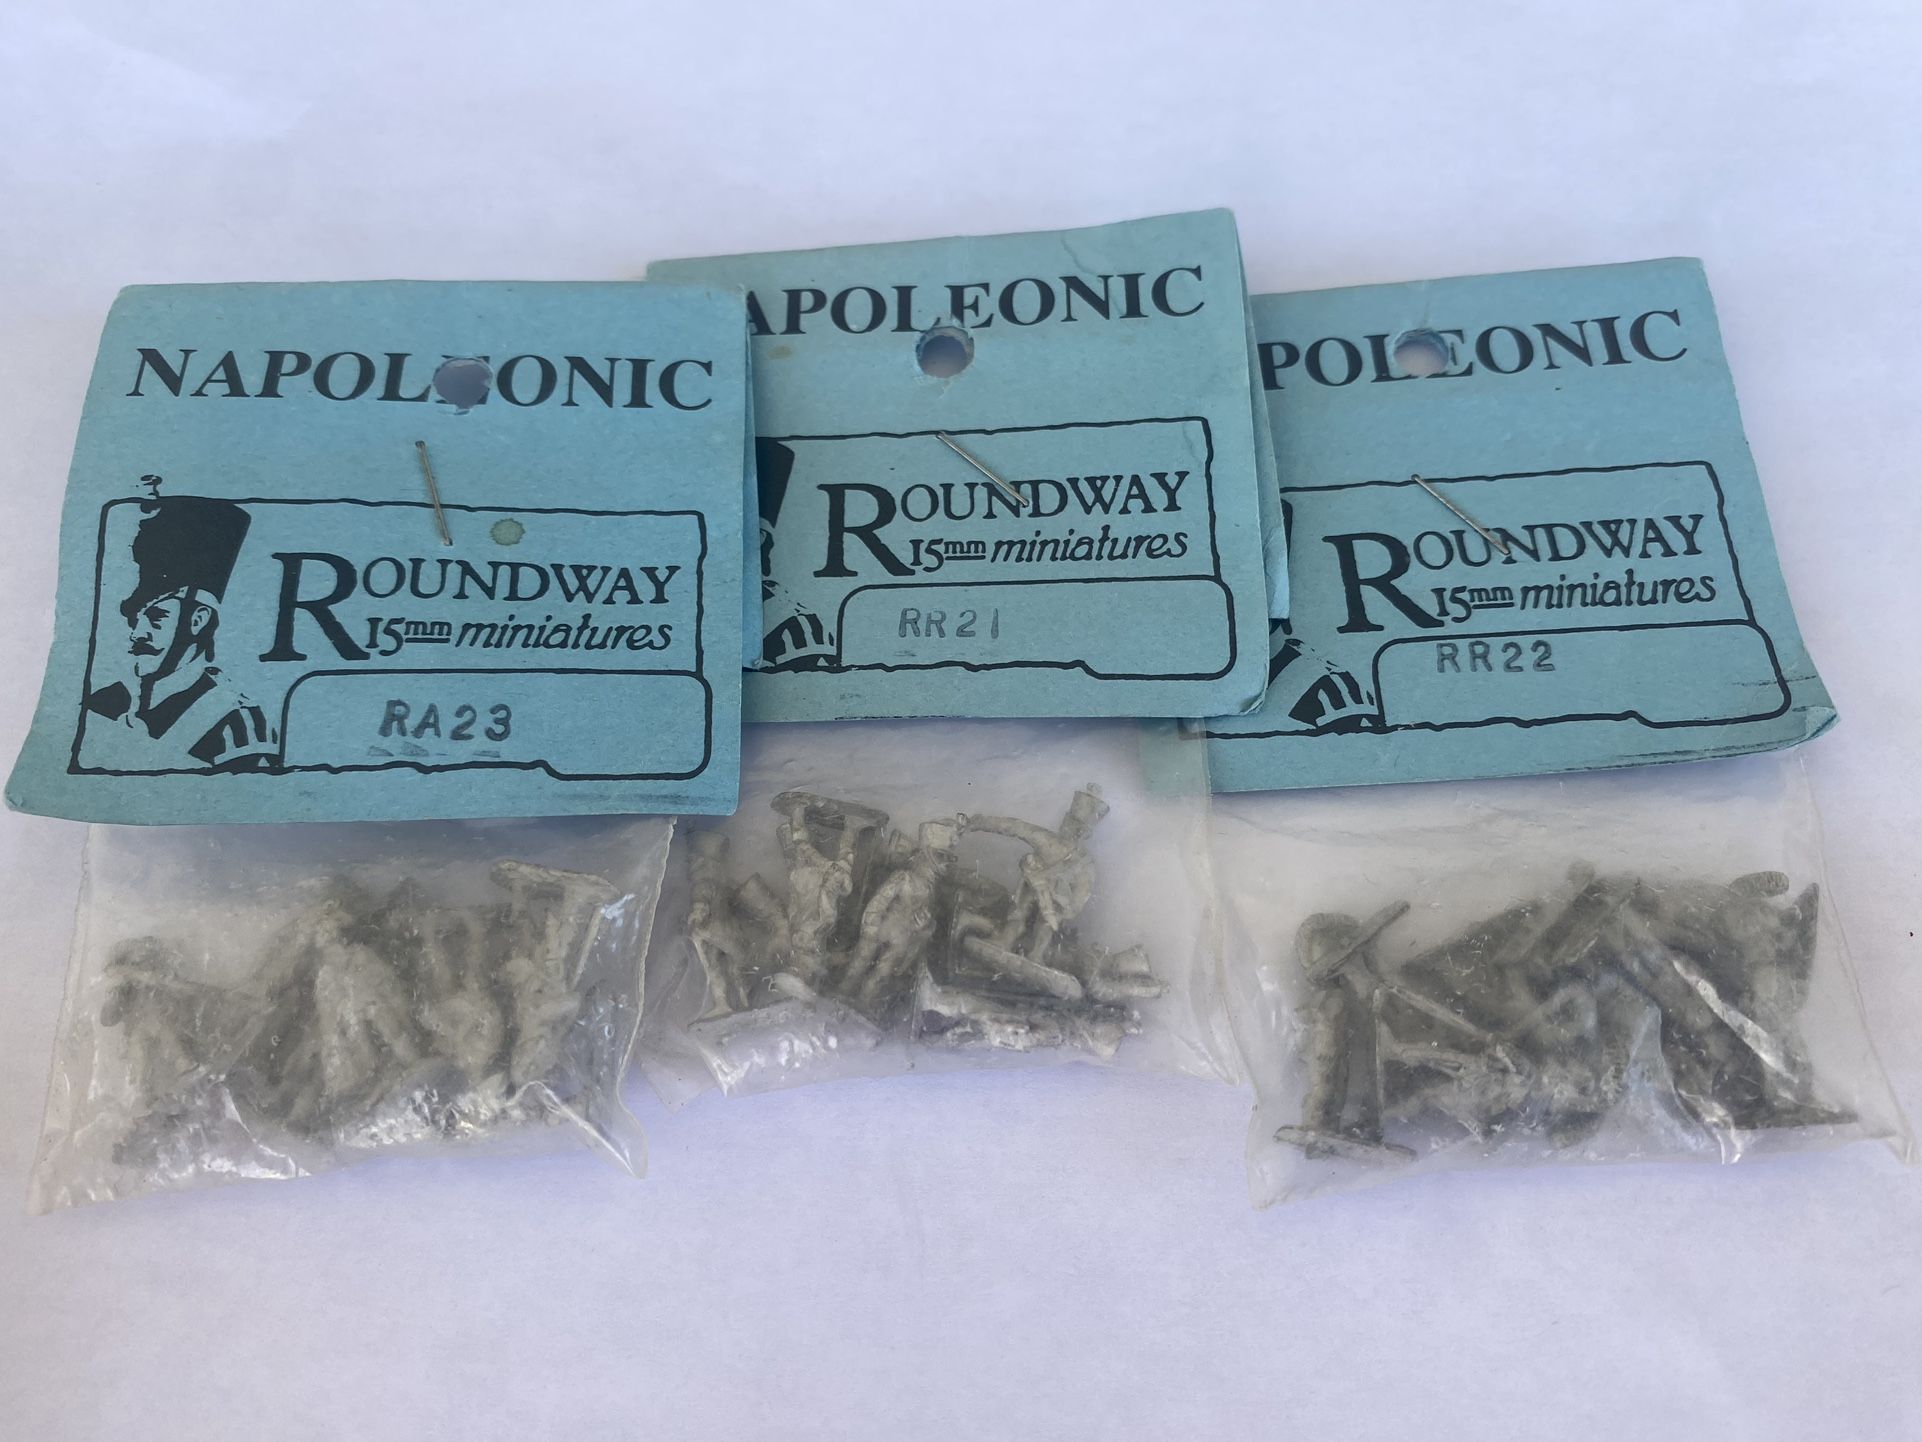 NAPOLEONIC
ROUNDWAY
15mm miniatures
RA23
APOLEONIC
ROUNDWAY
15mm miniatures
RR21
POLEONIC
ROUNDWAY
15mm miniatures
RR22